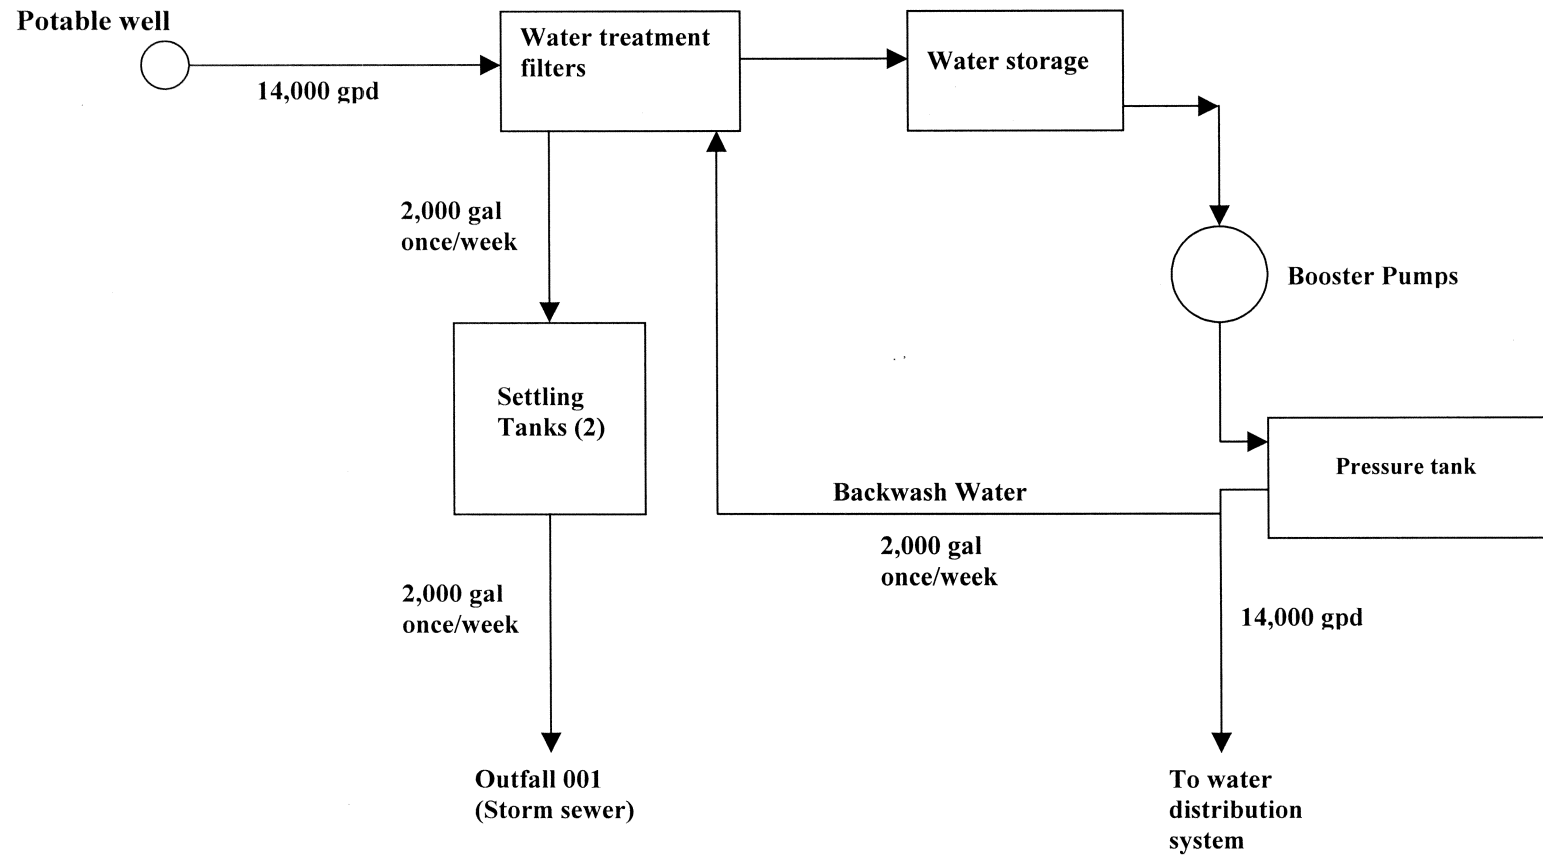 Potable well
14,000 gpd
Water treatment
filters
Water storage
2,000 gal
once/week
Booster Pumps
Settling
Tanks (2)
Pressure tank
Backwash Water
2,000 gal
once/week
2,000 gal
once/week
14,000 gpd
Outfall 001
(Storm sewer)
To water
distribution
system